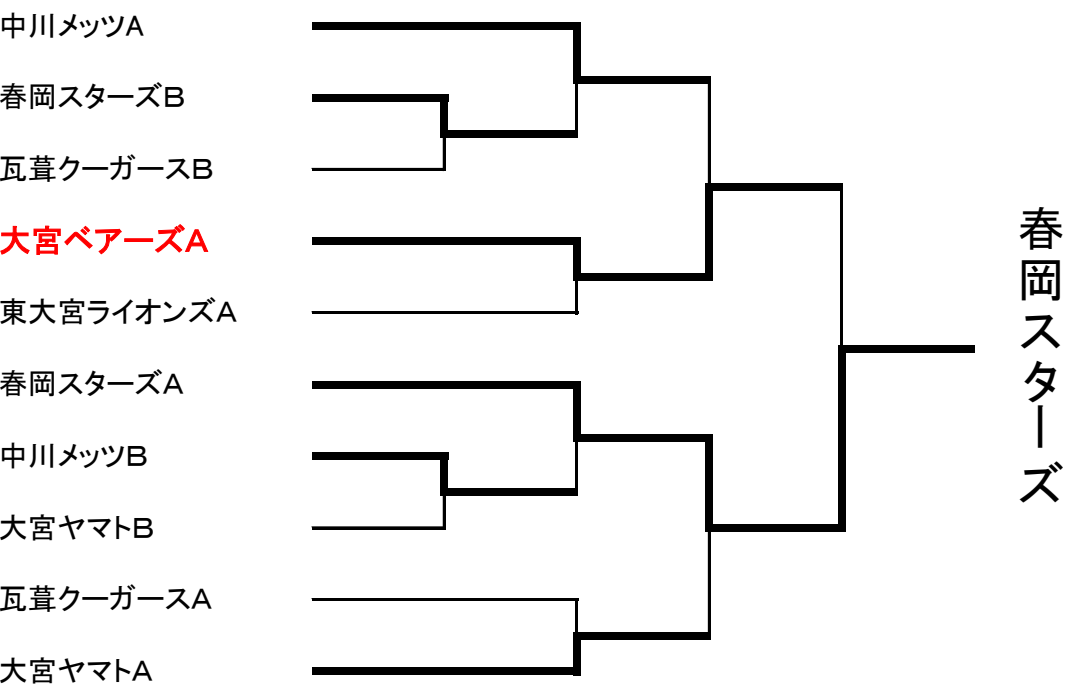 中川メッツA
春岡スターズB
瓦葺クーガースB
大宮ベアーズA
東大宮ライオンズA
春岡スターズA
中川メッツB
大宮ヤマトB
瓦葺クーガースA
大宮ヤマトA
春岡スターズ